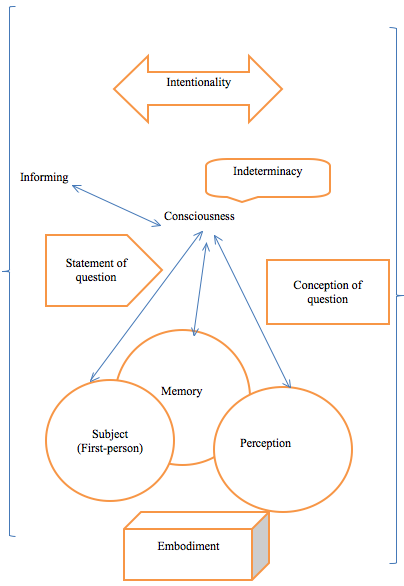 Intentionality
Indeterminacy
Informing
Consciousness
Statement of
question
Conception of
question
Memory
Subject
(First-person)
Perception
Embodiment